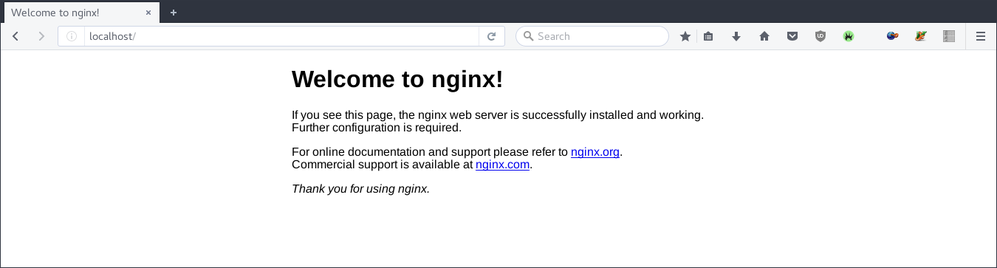 Welcome to nginx!
localhost/
Search
Welcome to nginx!
If you see this page, the nginx web server is successfully installed and working.
Further configuration is required.
For online documentation and support please refer to nginx.org.
Commercial support is available at nginx.com.
Thank you for using nginx.